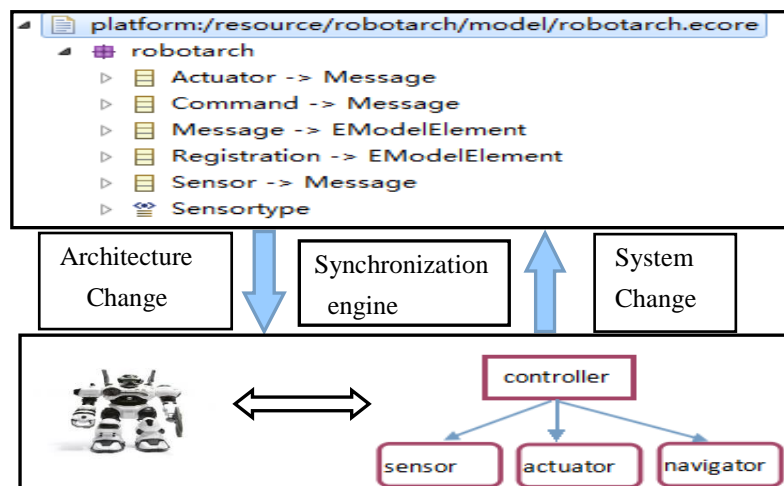 platform:/resource/robotarch/model/robotarch.ecore
robotarch
Actuator -> Message
Command -> Message
Message -> EModelElement
Registration -> EModelElement
Sensor -> Message
Sensortype
Architecture
Change
Synchronization
engine
System
Change
controller
sensor
actuator
navigator